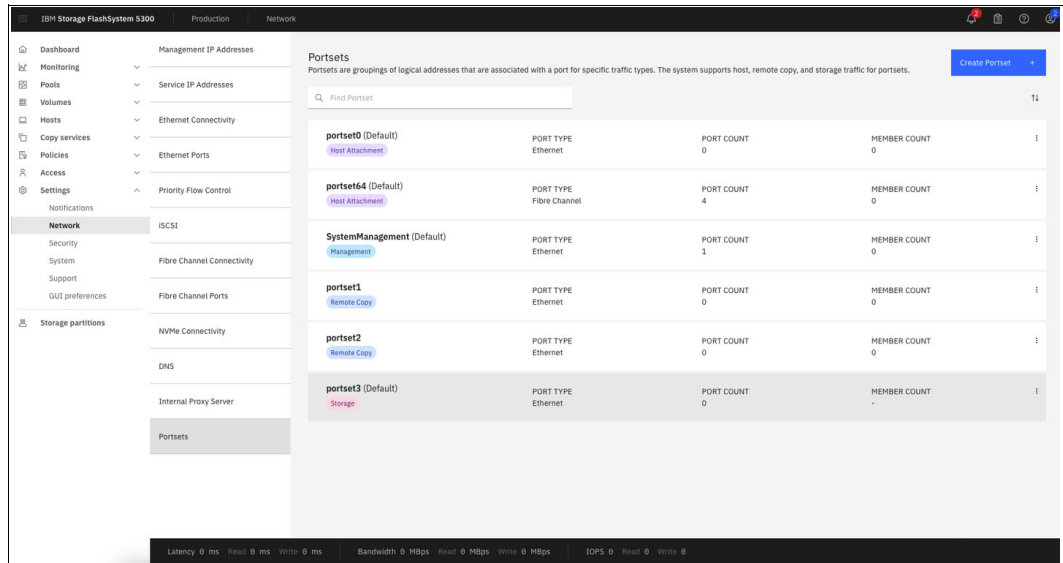 IBM Storage FlashSystem 5300
Production
Network
2
2
Dashboard
Monitoring
Pools
Volumes
Hosts
Copy services
Policies
Access
Settings
Notifications
Network
Security
System
Support
GUI preferences
Storage partitions
Management IP Addresses
Service IP Addresses
Ethernet Connectivity
Ethernet Ports
Priority Flow Control
iSCSI
Fibre Channel Connectivity
Fibre Channel Ports
NVMe Connectivity
DNS
Internal Proxy Server
Portsets
Portsets
Portsets are groupings of logical addresses that are associated with a port for specific traffic types. The system supports host, remote copy, and storage traffic for portsets.
Create Portset +
Find Portset
portset0 (Default)
Host Attachment
PORT TYPE
Ethernet
PORT COUNT
0
MEMBER COUNT
0
portset64 (Default)
Host Attachment
PORT TYPE
Fibre Channel
PORT COUNT
4
MEMBER COUNT
0
SystemManagement (Default)
Management
PORT TYPE
Ethernet
PORT COUNT
1
MEMBER COUNT
0
portset1
Remote Copy
PORT TYPE
Ethernet
PORT COUNT
0
MEMBER COUNT
0
portset2
Remote Copy
PORT TYPE
Ethernet
PORT COUNT
0
MEMBER COUNT
0
portset3 (Default)
Storage
PORT TYPE
Ethernet
PORT COUNT
0
MEMBER COUNT
-
Latency 0 ms Read 0 ms Write 0 ms
Bandwidth 0 MBps Read 0 MBps Write 0 MBps
IOPS 0 Read 0 Write 0